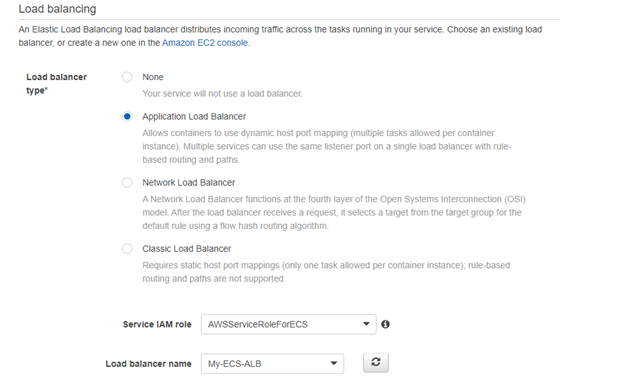 Load balancing
An Elastic Load Balancing load balancer distributes incoming traffic across the tasks running in your service. Choose an existing load
balancer, or create a new one in the Amazon EC2 console.
Load balancer
type*
None
Your service will not use a load balancer.
Application Load Balancer
Allows containers to use dynamic host port mapping (multiple tasks allowed per container
instance). Multiple services can use the same listener port on a single load balancer with rule-
based routing and paths.
Network Load Balancer
A Network Load Balancer functions at the fourth layer of the Open Systems Interconnection (OSI)
model. After the load balancer receives a request, it selects a target from the target group for the
default rule using a flow hash routing algorithm.
Classic Load Balancer
Requires static host port mappings (only one task allowed per container instance); rule-based
routing and paths are not supported.
Service IAM role AWSServiceRoleForECS
Load balancer name My-ECS-ALB